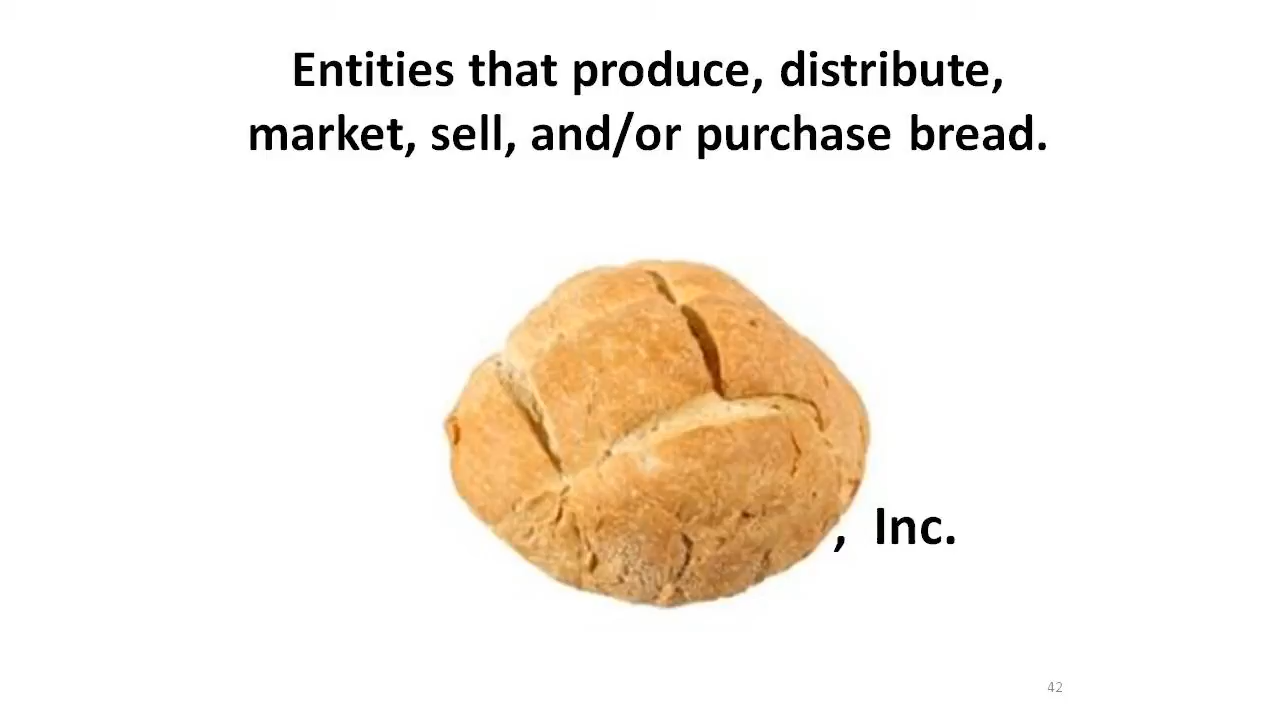 Entities that produce, distribute,
market, sell, and/or purchase bread.
, Inc.
42